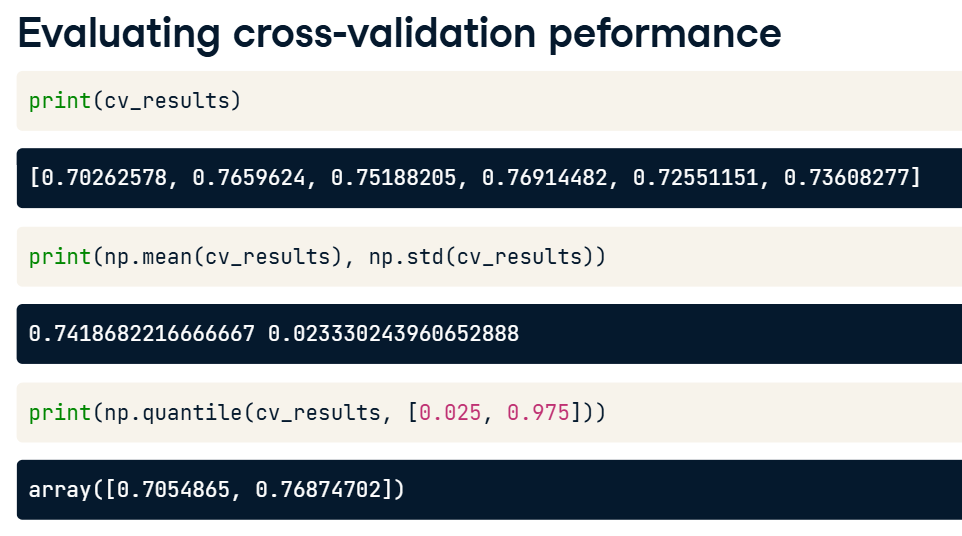 Evaluating cross-validation peformance
print(cv_results)
[0.70262578, 0.7659624, 0.75188205, 0.76914482, 0.72551151, 0.73608277]
print(np.mean(cv_results), np.std(cv_results))
0.7418682216666667 0.023330243960652888
print(np.quantile(cv_results, [0.025, 0.975]))
array([0.7054865, 0.76874702])